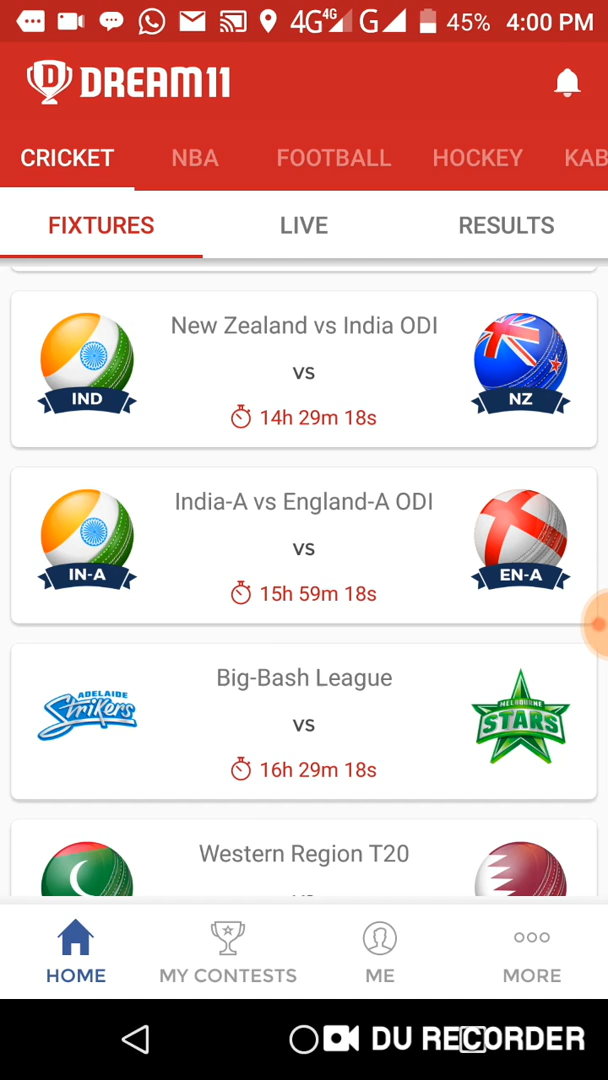 4G 4G G 45% 4:00 PM
D DREAM11
CRICKET NBA FOOTBALL HOCKEY KAB
FIXTURES LIVE RESULTS
New Zealand vs India ODI
IND VS NZ
14h 29m 18s
India-A vs England-A ODI
IN-A VS EN-A
15h 59m 18s
Big-Bash League
ADELAIDE
STRIKERS VS MELBOURNE
STARS
16h 29m 18s
Western Region T20
HOME MY CONTESTS ME MORE
DU RECORDER